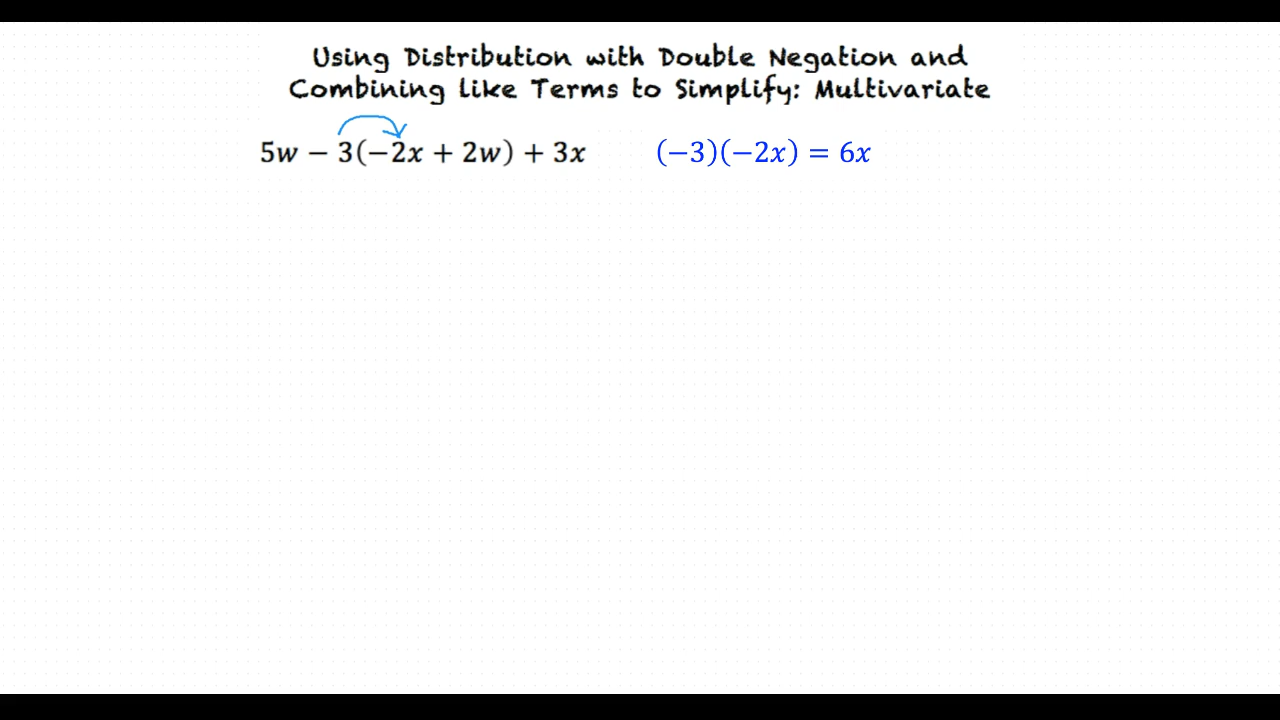 Using Distribution with Double Negation and
Combining like Terms to Simplify: Multivariate
5w − 3(−2x + 2w) + 3x (−3)(−2x) = 6x